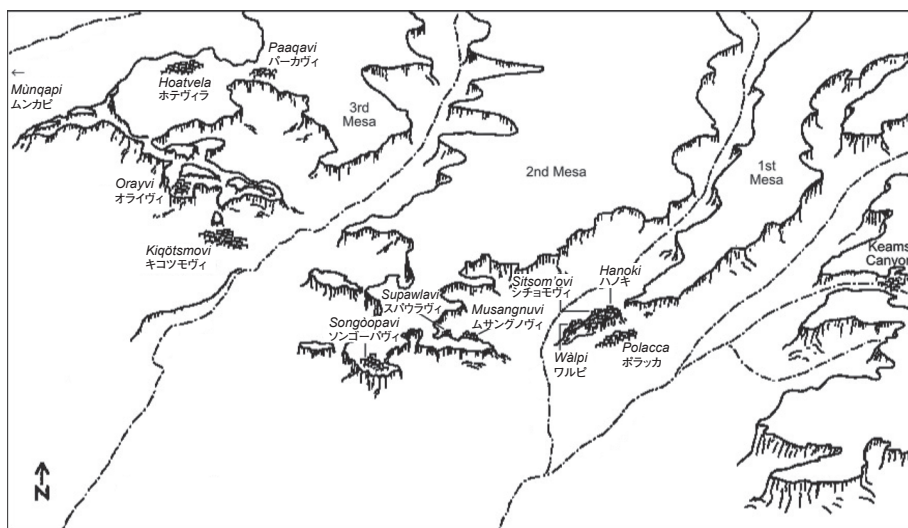 Paaqavi
パーカヴィ
←
Mùnqapi
ムンカピ
Hoatvela
ホテヴィラ
3rd
Mesa
2nd Mesa
1st
Mesa
Orayvi
オライヴィ
Kiqötsmovi
キコツモヴィ
Keams
Canyon
Hanoki
ハノキ
Sitsom'ovi
シチョモヴィ
Supawlavi
スパウラヴィ
Musangnuvi
ムサングノヴィ
Songòopavi
ソンゴーパヴィ
Wàlpi
ワルピ
Polacca
ポラッカ
N